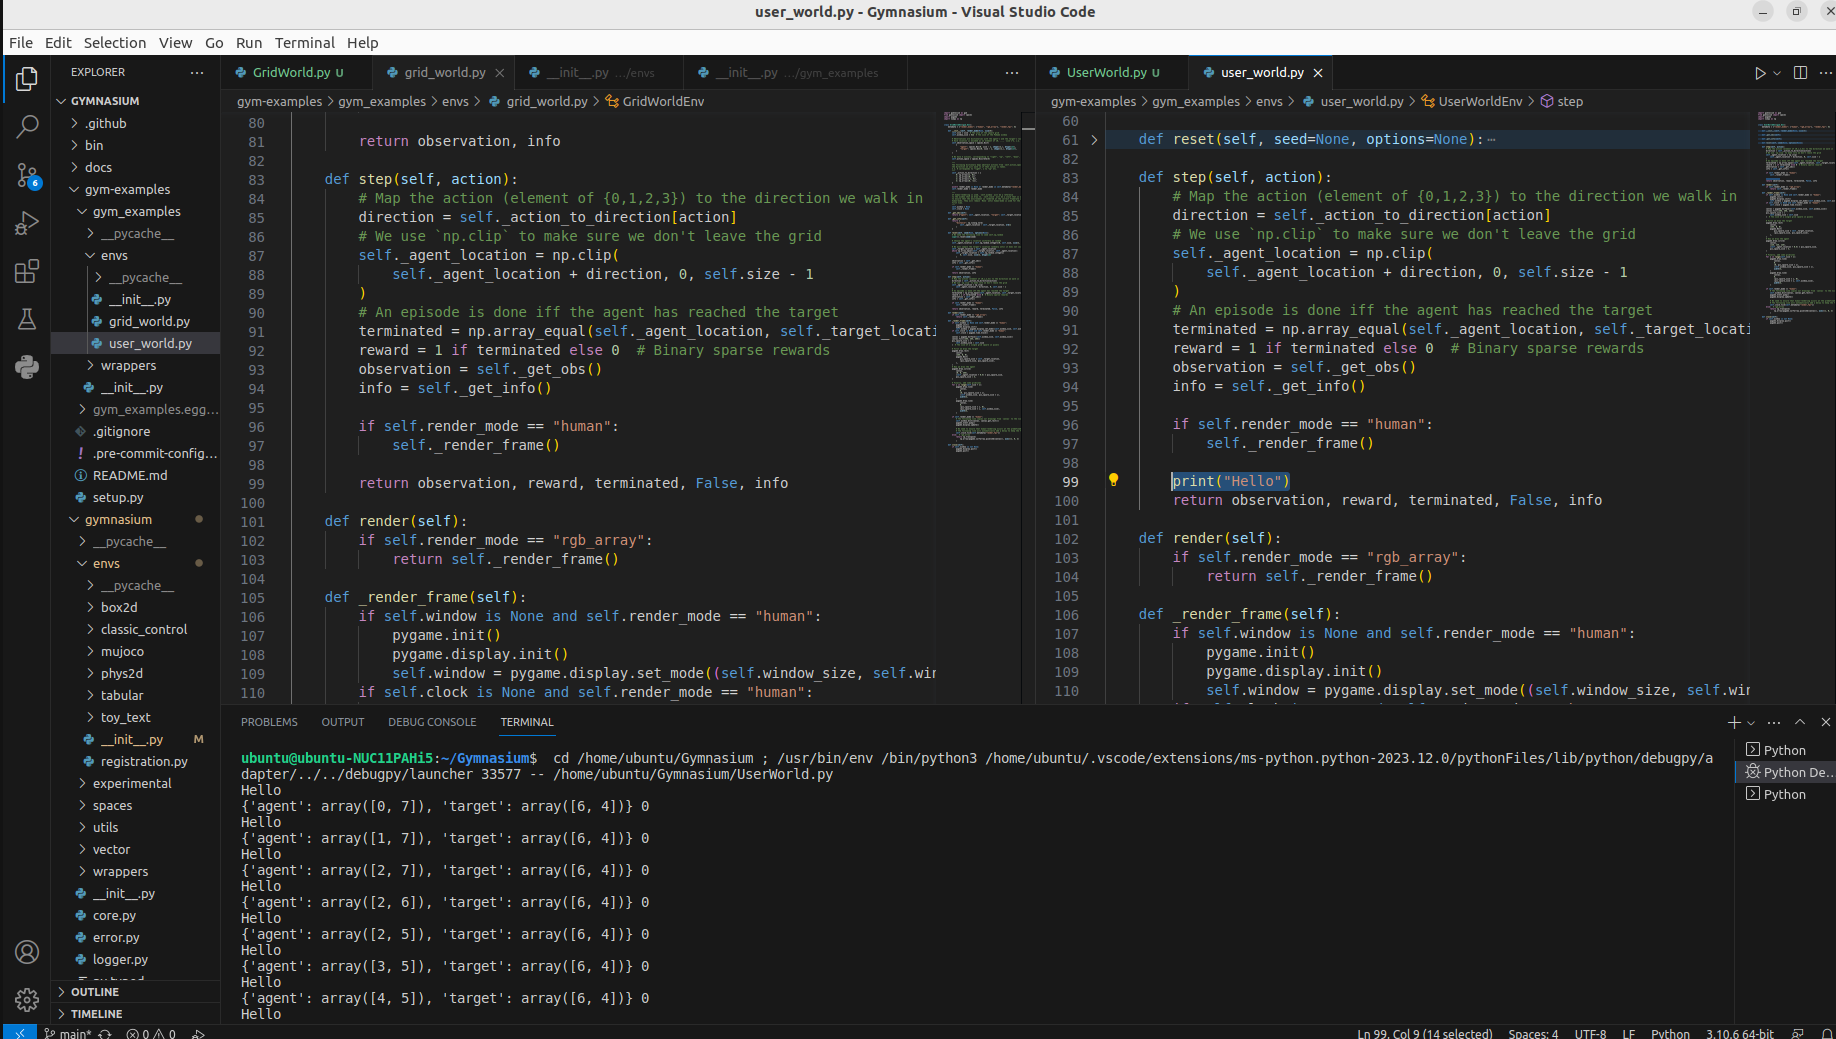 user_world.py - Gymnasium - Visual Studio Code
File Edit Selection View Go Run Terminal Help
EXPLORER ...
GYMNASIUM
.github
bin
docs
gym-examples
gym_examples
__pycache__
envs
__pycache__
__init__.py
grid_world.py
user_world.py
wrappers
__init__.py
gym_examples.egg...
.gitignore
.pre-commit-config...
README.md
setup.py
gymnasium
__pycache__
envs
__pycache__
box2d
classic_control
mujoco
phys2d
tabular
toy_text
__init__.py M
registration.py
experimental
spaces
utils
vector
wrappers
__init__.py
core.py
error.py
logger.py
OUTLINE
TIMELINE
6
GridWorld.py U grid_world.py __init__.py .../envs __init__.py .../gym_examples ...
gym-examples > gym_examples > envs > grid_world.py > GridWorldEnv
80
81 return observation, info
82
83 def step(self, action):
84 # Map the action (element of {0,1,2,3}) to the direction we walk in
85 direction = self._action_to_direction[action]
86 # We use `np.clip` to make sure we don't leave the grid
87 self._agent_location = np.clip(
88 self._agent_location + direction, 0, self.size - 1
89 )
90 # An episode is done iff the agent has reached the target
91 terminated = np.array_equal(self._agent_location, self._target_locati
92 reward = 1 if terminated else 0  # Binary sparse rewards
93 observation = self._get_obs()
94 info = self._get_info()
95
96 if self.render_mode == "human":
97 self._render_frame()
98
99 return observation, reward, terminated, False, info
100
101 def render(self):
102 if self.render_mode == "rgb_array":
103 return self._render_frame()
104
105 def _render_frame(self):
106 if self.window is None and self.render_mode == "human":
107 pygame.init()
108 pygame.display.init()
109 self.window = pygame.display.set_mode((self.window_size, self.wir
110 if self.clock is None and self.render_mode == "human":
UserWorld.py U user_world.py ...
gym-examples > gym_examples > envs > user_world.py > UserWorldEnv > step
60
61 def reset(self, seed=None, options=None):
82
83 def step(self, action):
84 # Map the action (element of {0,1,2,3}) to the direction we walk in
85 direction = self._action_to_direction[action]
86 # We use `np.clip` to make sure we don't leave the grid
87 self._agent_location = np.clip(
88 self._agent_location + direction, 0, self.size - 1
89 )
90 # An episode is done iff the agent has reached the target
91 terminated = np.array_equal(self._agent_location, self._target_locati
92 reward = 1 if terminated else 0  # Binary sparse rewards
93 observation = self._get_obs()
94 info = self._get_info()
95
96 if self.render_mode == "human":
97 self._render_frame()
98
99 print("Hello")
100 return observation, reward, terminated, False, info
101
102 def render(self):
103 if self.render_mode == "rgb_array":
104 return self._render_frame()
105
106 def _render_frame(self):
107 if self.window is None and self.render_mode == "human":
108 pygame.init()
109 pygame.display.init()
110 self.window = pygame.display.set_mode((self.window_size, self.wir
PROBLEMS OUTPUT DEBUG CONSOLE TERMINAL
ubuntu@ubuntu-NUC11PAHi5:~/Gymnasium$  cd /home/ubuntu/Gymnasium ; /usr/bin/env /bin/python3 /home/ubuntu/.vscode/extensions/ms-python.python-2023.12.0/pythonFiles/lib/python/debugpy/a
dapter/../../debugpy/launcher 33577 -- /home/ubuntu/Gymnasium/UserWorld.py
Hello
{'agent': array([0, 7]), 'target': array([6, 4])} 0
Hello
{'agent': array([1, 7]), 'target': array([6, 4])} 0
Hello
{'agent': array([2, 7]), 'target': array([6, 4])} 0
Hello
{'agent': array([2, 6]), 'target': array([6, 4])} 0
Hello
{'agent': array([2, 5]), 'target': array([6, 4])} 0
Hello
{'agent': array([3, 5]), 'target': array([6, 4])} 0
Hello
{'agent': array([4, 5]), 'target': array([6, 4])} 0
Hello
Python
Python De...
Python
main* 0 0 Ln 99, Col 9 (14 selected) Spaces: 4 UTF-8 LF Python 3.10.6 64-bit